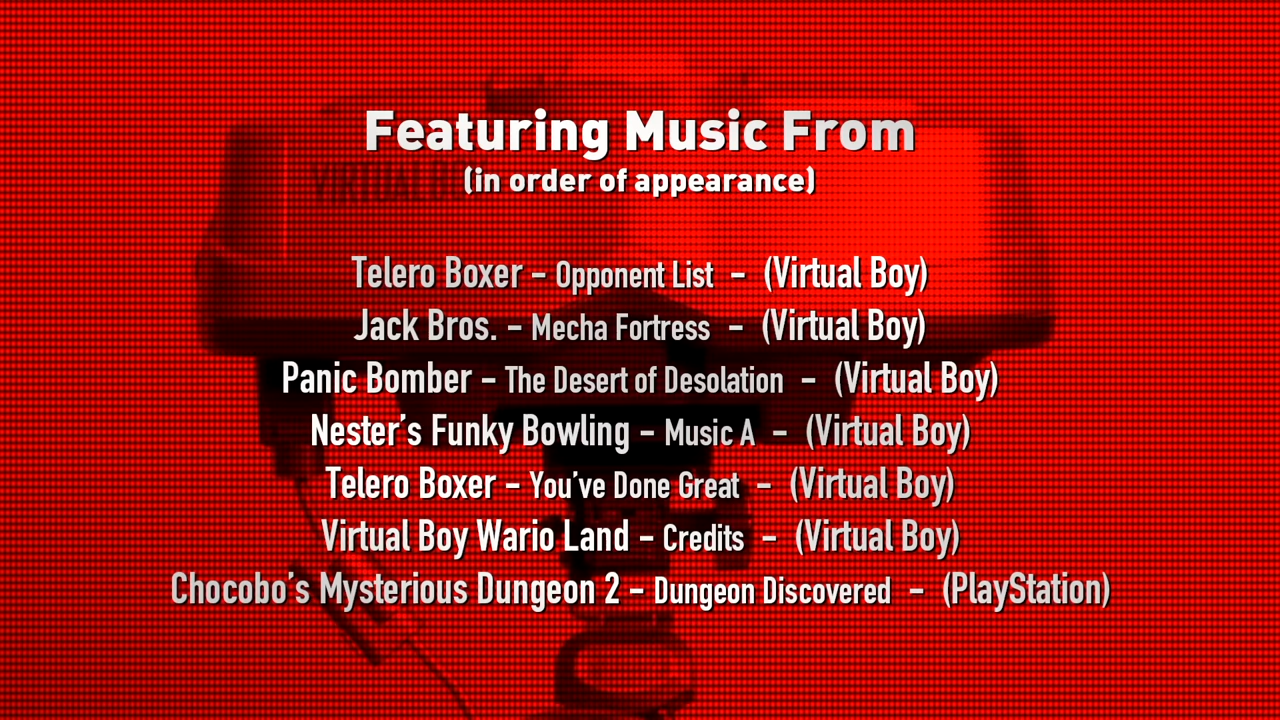 Featuring Music From
(in order of appearance)
VIRTUAL BO
Telero Boxer – Opponent List – (Virtual Boy)
Jack Bros. – Mecha Fortress – (Virtual Boy)
Panic Bomber – The Desert of Desolation – (Virtual Boy)
Nester's Funky Bowling – Music A – (Virtual Boy)
Telero Boxer – You've Done Great – (Virtual Boy)
Virtual Boy Wario Land – Credits – (Virtual Boy)
Chocobo's Mysterious Dungeon 2 – Dungeon Discovered – (PlayStation)